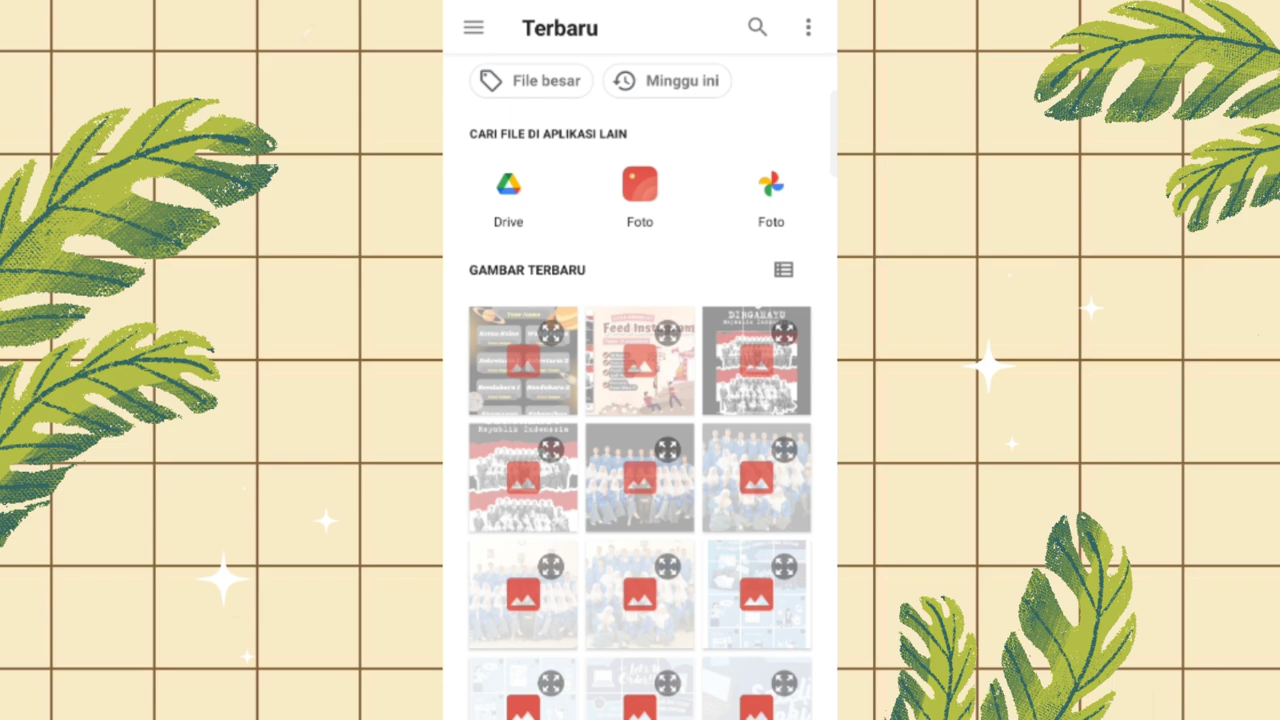 Terbaru
File besar
Minggu ini
CARI FILE DI APLIKASI LAIN
Drive
Foto
Foto
GAMBAR TERBARU
Feed Instagram
DIRGAHAYU
Republik Indonesia